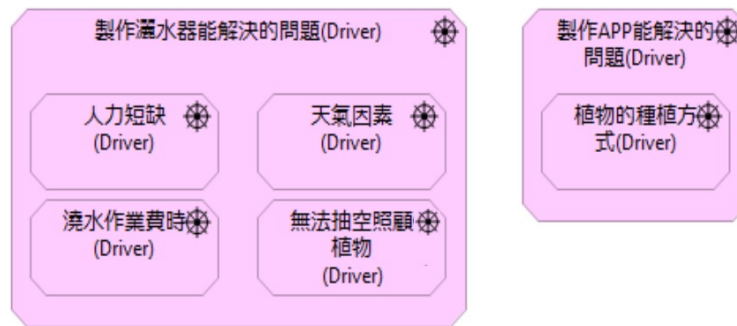 製作灑水器能解決的問題(Driver)
人力短缺
(Driver)
天氣因素
(Driver)
澆水作業費時
(Driver)
無法抽空照顧
植物
(Driver)
製作APP能解決的
問題(Driver)
植物的種植方
式(Driver)